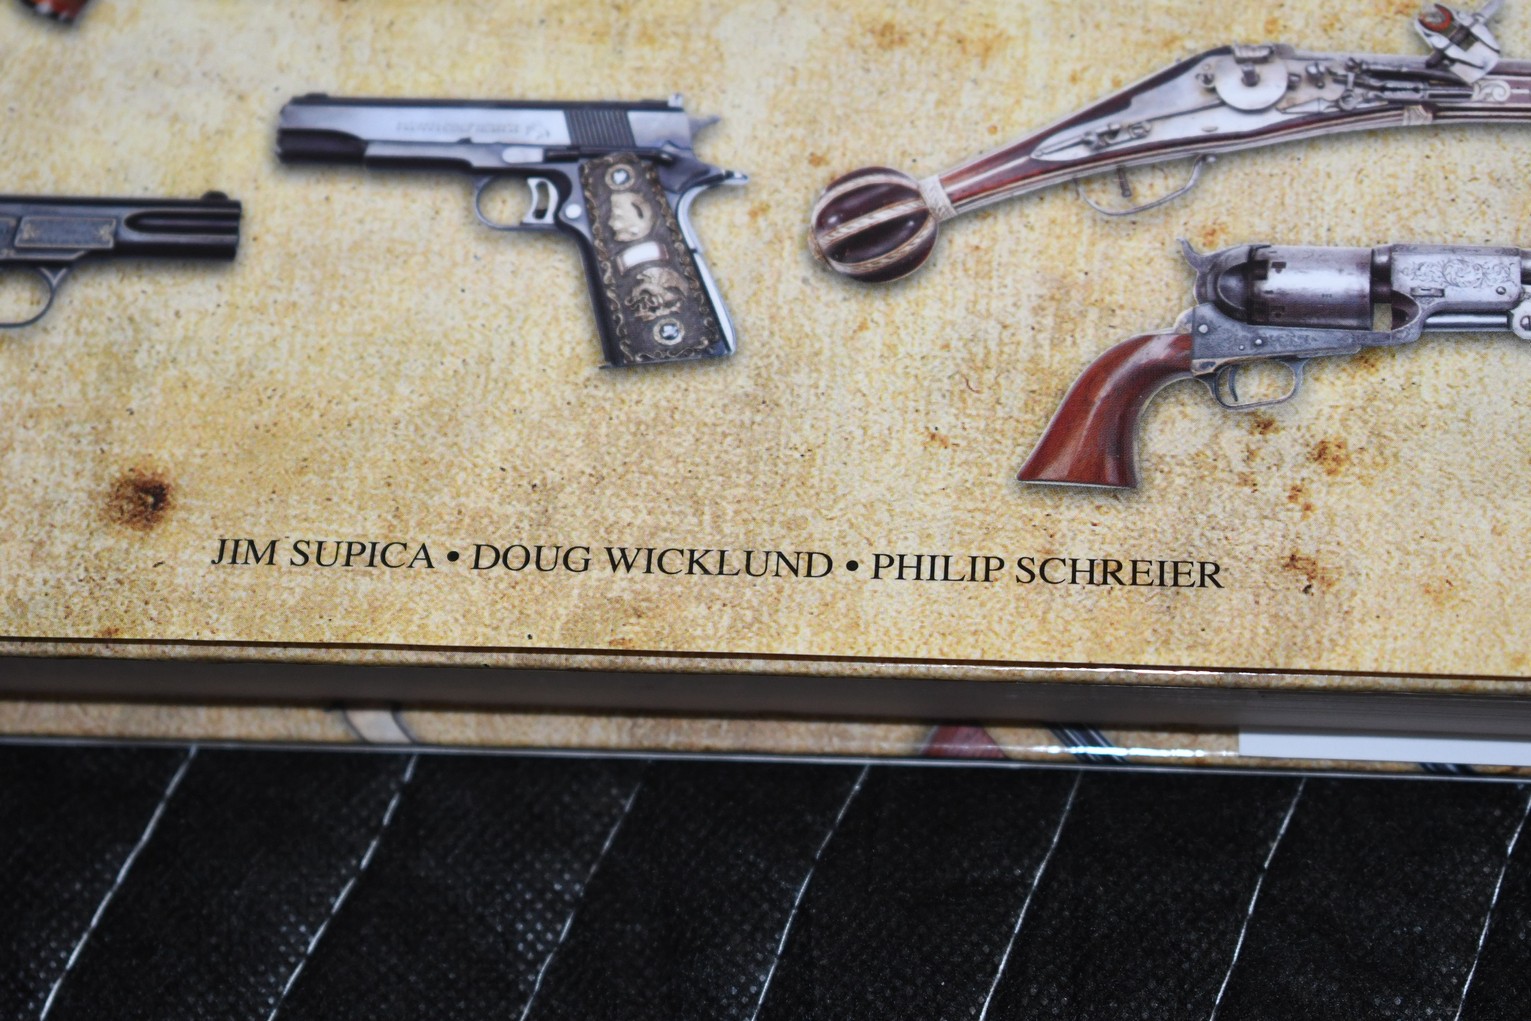 JIM SUPICA • DOUG WICKLUND • PHILIP SCHREIER